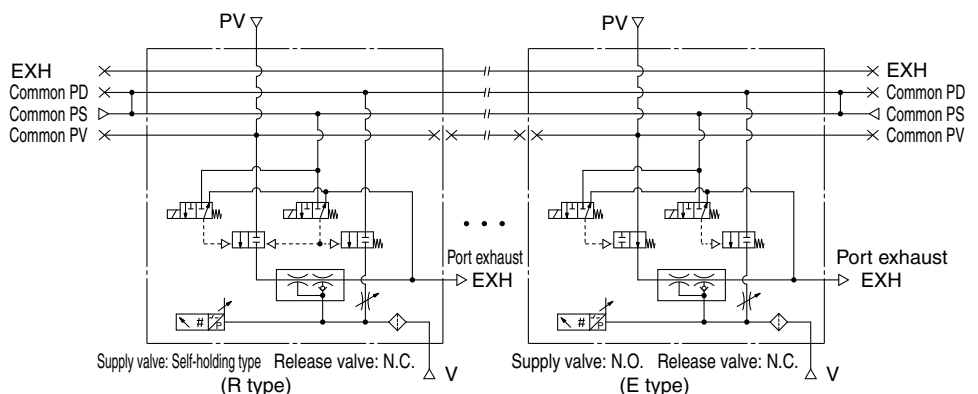 PV PV
EXH EXH
Common PD Common PD
Common PS Common PS
Common PV Common PV
• • •
Port exhaust Port exhaust
EXH EXH
# P # P
Supply valve: Self-holding type Release valve: N.C. V Supply valve: N.O. Release valve: N.C. V
(R type) (E type)